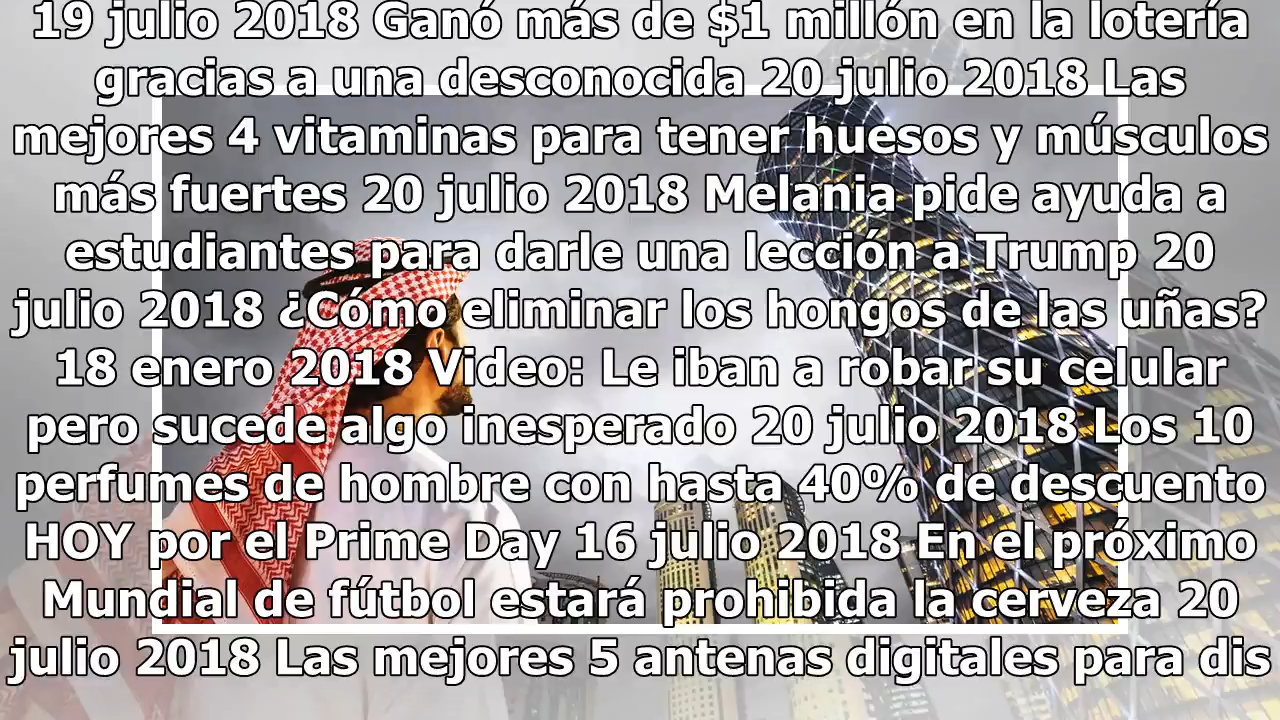 19 julio 2018 Ganó más de $1 millón en la lotería
gracias a una desconocida 20 julio 2018 Las
mejores 4 vitaminas para tener huesos y músculos
más fuertes 20 julio 2018 Melania pide ayuda a
estudiantes para darle una lección a Trump 20
julio 2018 ¿Cómo eliminar los hongos de las uñas?
18 enero 2018 Video: Le iban a robar su celular
pero sucede algo inesperado 20 julio 2018 Los 10
perfumes de hombre con hasta 40% de descuento
HOY por el Prime Day 16 julio 2018 En el próximo
Mundial de fútbol estará prohibida la cerveza 20
julio 2018 Las mejores 5 antenas digitales para dis